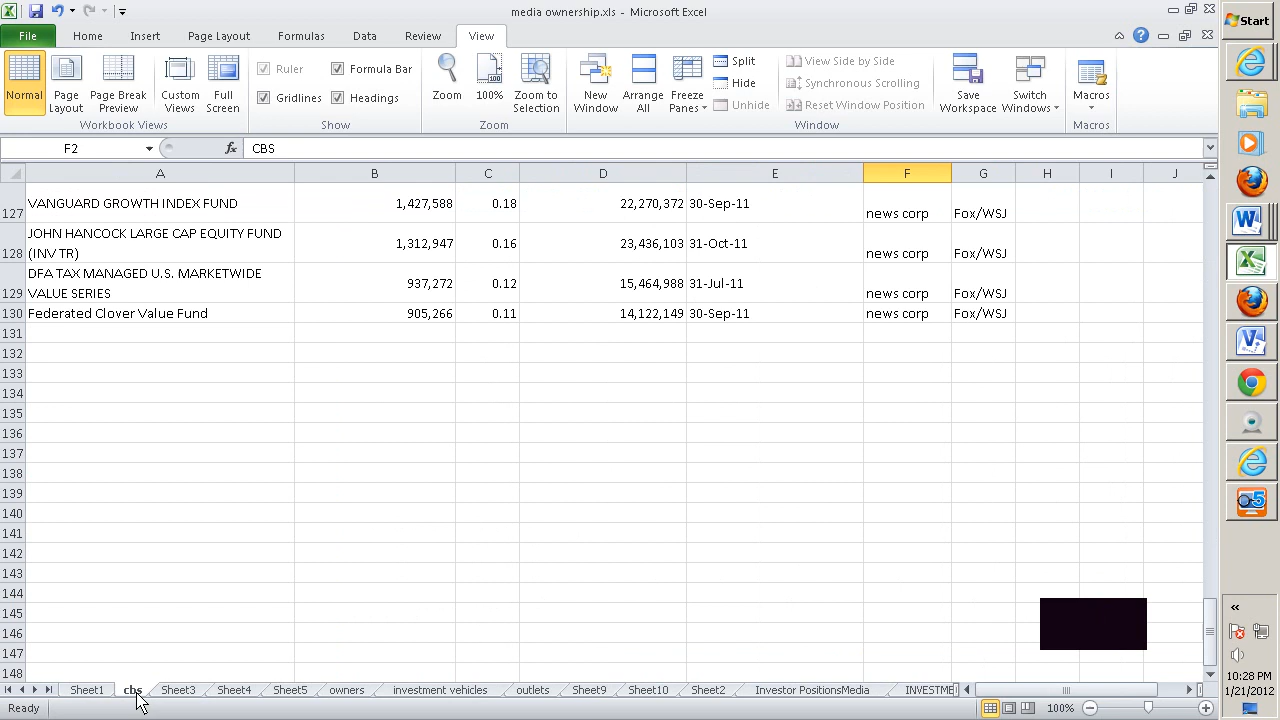 media ownership.xls - Microsoft Excel
File Home Insert Page Layout Formulas Data Review View
Normal Page Layout Page Break Preview Custom Views Full Screen
Workbook Views
Ruler Formula Bar
Gridlines Headings
Show
Zoom 100% Zoom to Selection
Zoom
New Window Arrange All Freeze Panes
Split
Hide
Unhide
View Side by Side
Synchronous Scrolling
Reset Window Position
Save Workspace Switch Windows
Window
Macros
Macros
F2 fx CBS
A B C D E F G H I J
127 VANGUARD GROWTH INDEX FUND 1,427,588 0.18 22,270,372 30-Sep-11 news corp Fox/WSJ
JOHN HANCOCK LARGE CAP EQUITY FUND
128 (INV TR) 1,312,947 0.16 23,436,103 31-Oct-11 news corp Fox/WSJ
DFA TAX MANAGED U.S. MARKETWIDE
129 VALUE SERIES 937,272 0.12 15,464,988 31-Jul-11 news corp Fox/WSJ
130 Federated Clover Value Fund 905,266 0.11 14,122,149 30-Sep-11 news corp Fox/WSJ
131
132
133
134
135
136
137
138
139
140
141
142
143
144
145
146
147
148
Sheet1 cbs Sheet3 Sheet4 Sheet5 owners investment vehicles outlets Sheet9 Sheet10 Sheet2 Investor PositionsMedia INVESTME
Ready 100%
Start
10:28 PM
1/21/2012